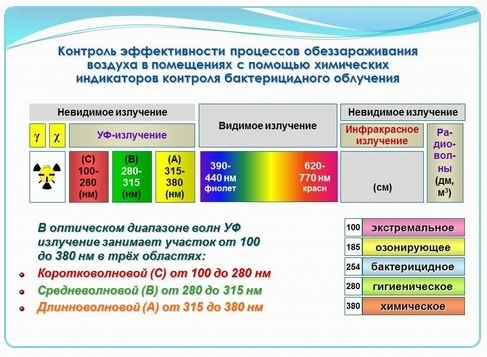 Контроль эффективности процессов обеззараживания
воздуха в помещениях с помощью химических
индикаторов контроля бактерицидного облучения
Невидимое излучение
Видимое излучение
Невидимое излучение
γ
χ
УФ-излучение
Инфракрасное
излучение
Ра-
дио-
вол-
ны
(дм,
м³)
(С)
100-
280
(нм)
(В)
280-
315
(нм)
(А)
315-
380
(нм)
390-
440 нм
фиолет
620-
770 нм
красн
(см)
В оптическом диапазоне волн УФ
излучение занимает участок от 100
до 380 нм в трёх областях:
Коротковолновой (С) от 100 до 280 нм
Средневолновой (В) от 280 до 315 нм
Длинноволновой (А) от 315 до 380 нм
100 экстремальное
185 озонирующее
254 бактерицидное
280 гигиеническое
380 химическое